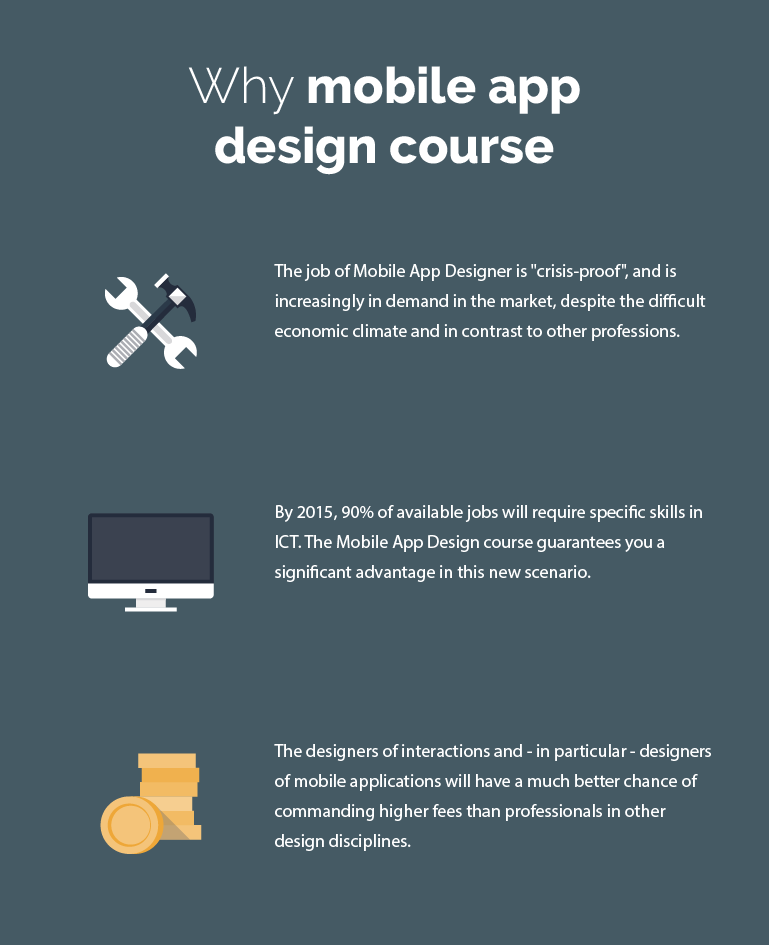 Why mobile app
design course
The job of Mobile App Designer is "crisis-proof", and is
increasingly in demand in the market, despite the difficult
economic climate and in contrast to other professions.
By 2015, 90% of available jobs will require specific skills in
ICT. The Mobile App Design course guarantees you a
significant advantage in this new scenario.
The designers of interactions and - in particular - designers
of mobile applications will have a much better chance of
commanding higher fees than professionals in other
design disciplines.